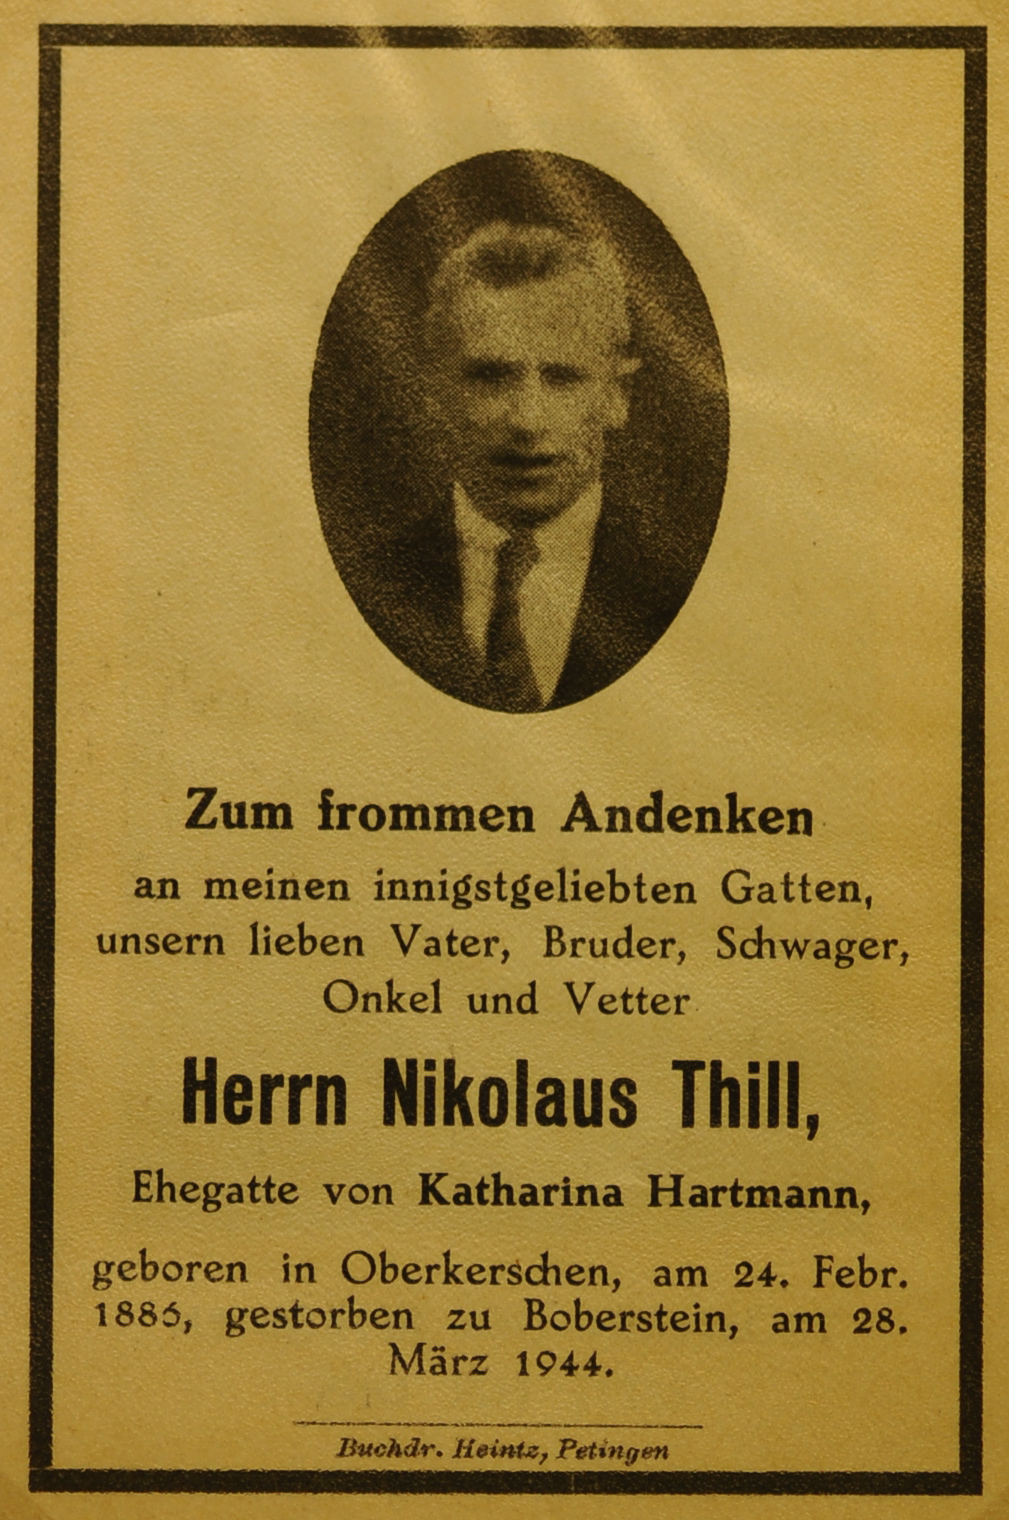 Zum frommen Andenken
an meinen innigstgeliebten Gatten,
unsern lieben Vater, Bruder, Schwager,
Onkel und Vetter
Herrn Nikolaus Thill,
Ehegatte von Katharina Hartmann,
geboren in Oberkerschen, am 24. Febr.
1886, gestorben zu Boberstein, am 28.
März 1944.
Buchdr. Heintz, Petingen